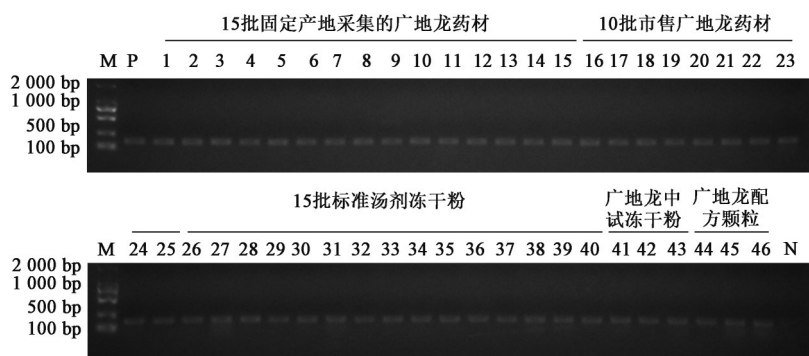 15批固定产地采集的广地龙药材 10批市售广地龙药材
M P 1 2 3 4 5 6 7 8 9 10 11 12 13 14 15 16 17 18 19 20 21 22 23
2 000 bp
1 000 bp
500 bp
100 bp
15批标准汤剂冻干粉 广地龙中试冻干粉 广地龙配方颗粒
M 24 25 26 27 28 29 30 31 32 33 34 35 36 37 38 39 40 41 42 43 44 45 46 N
2 000 bp
1 000 bp
500 bp
100 bp